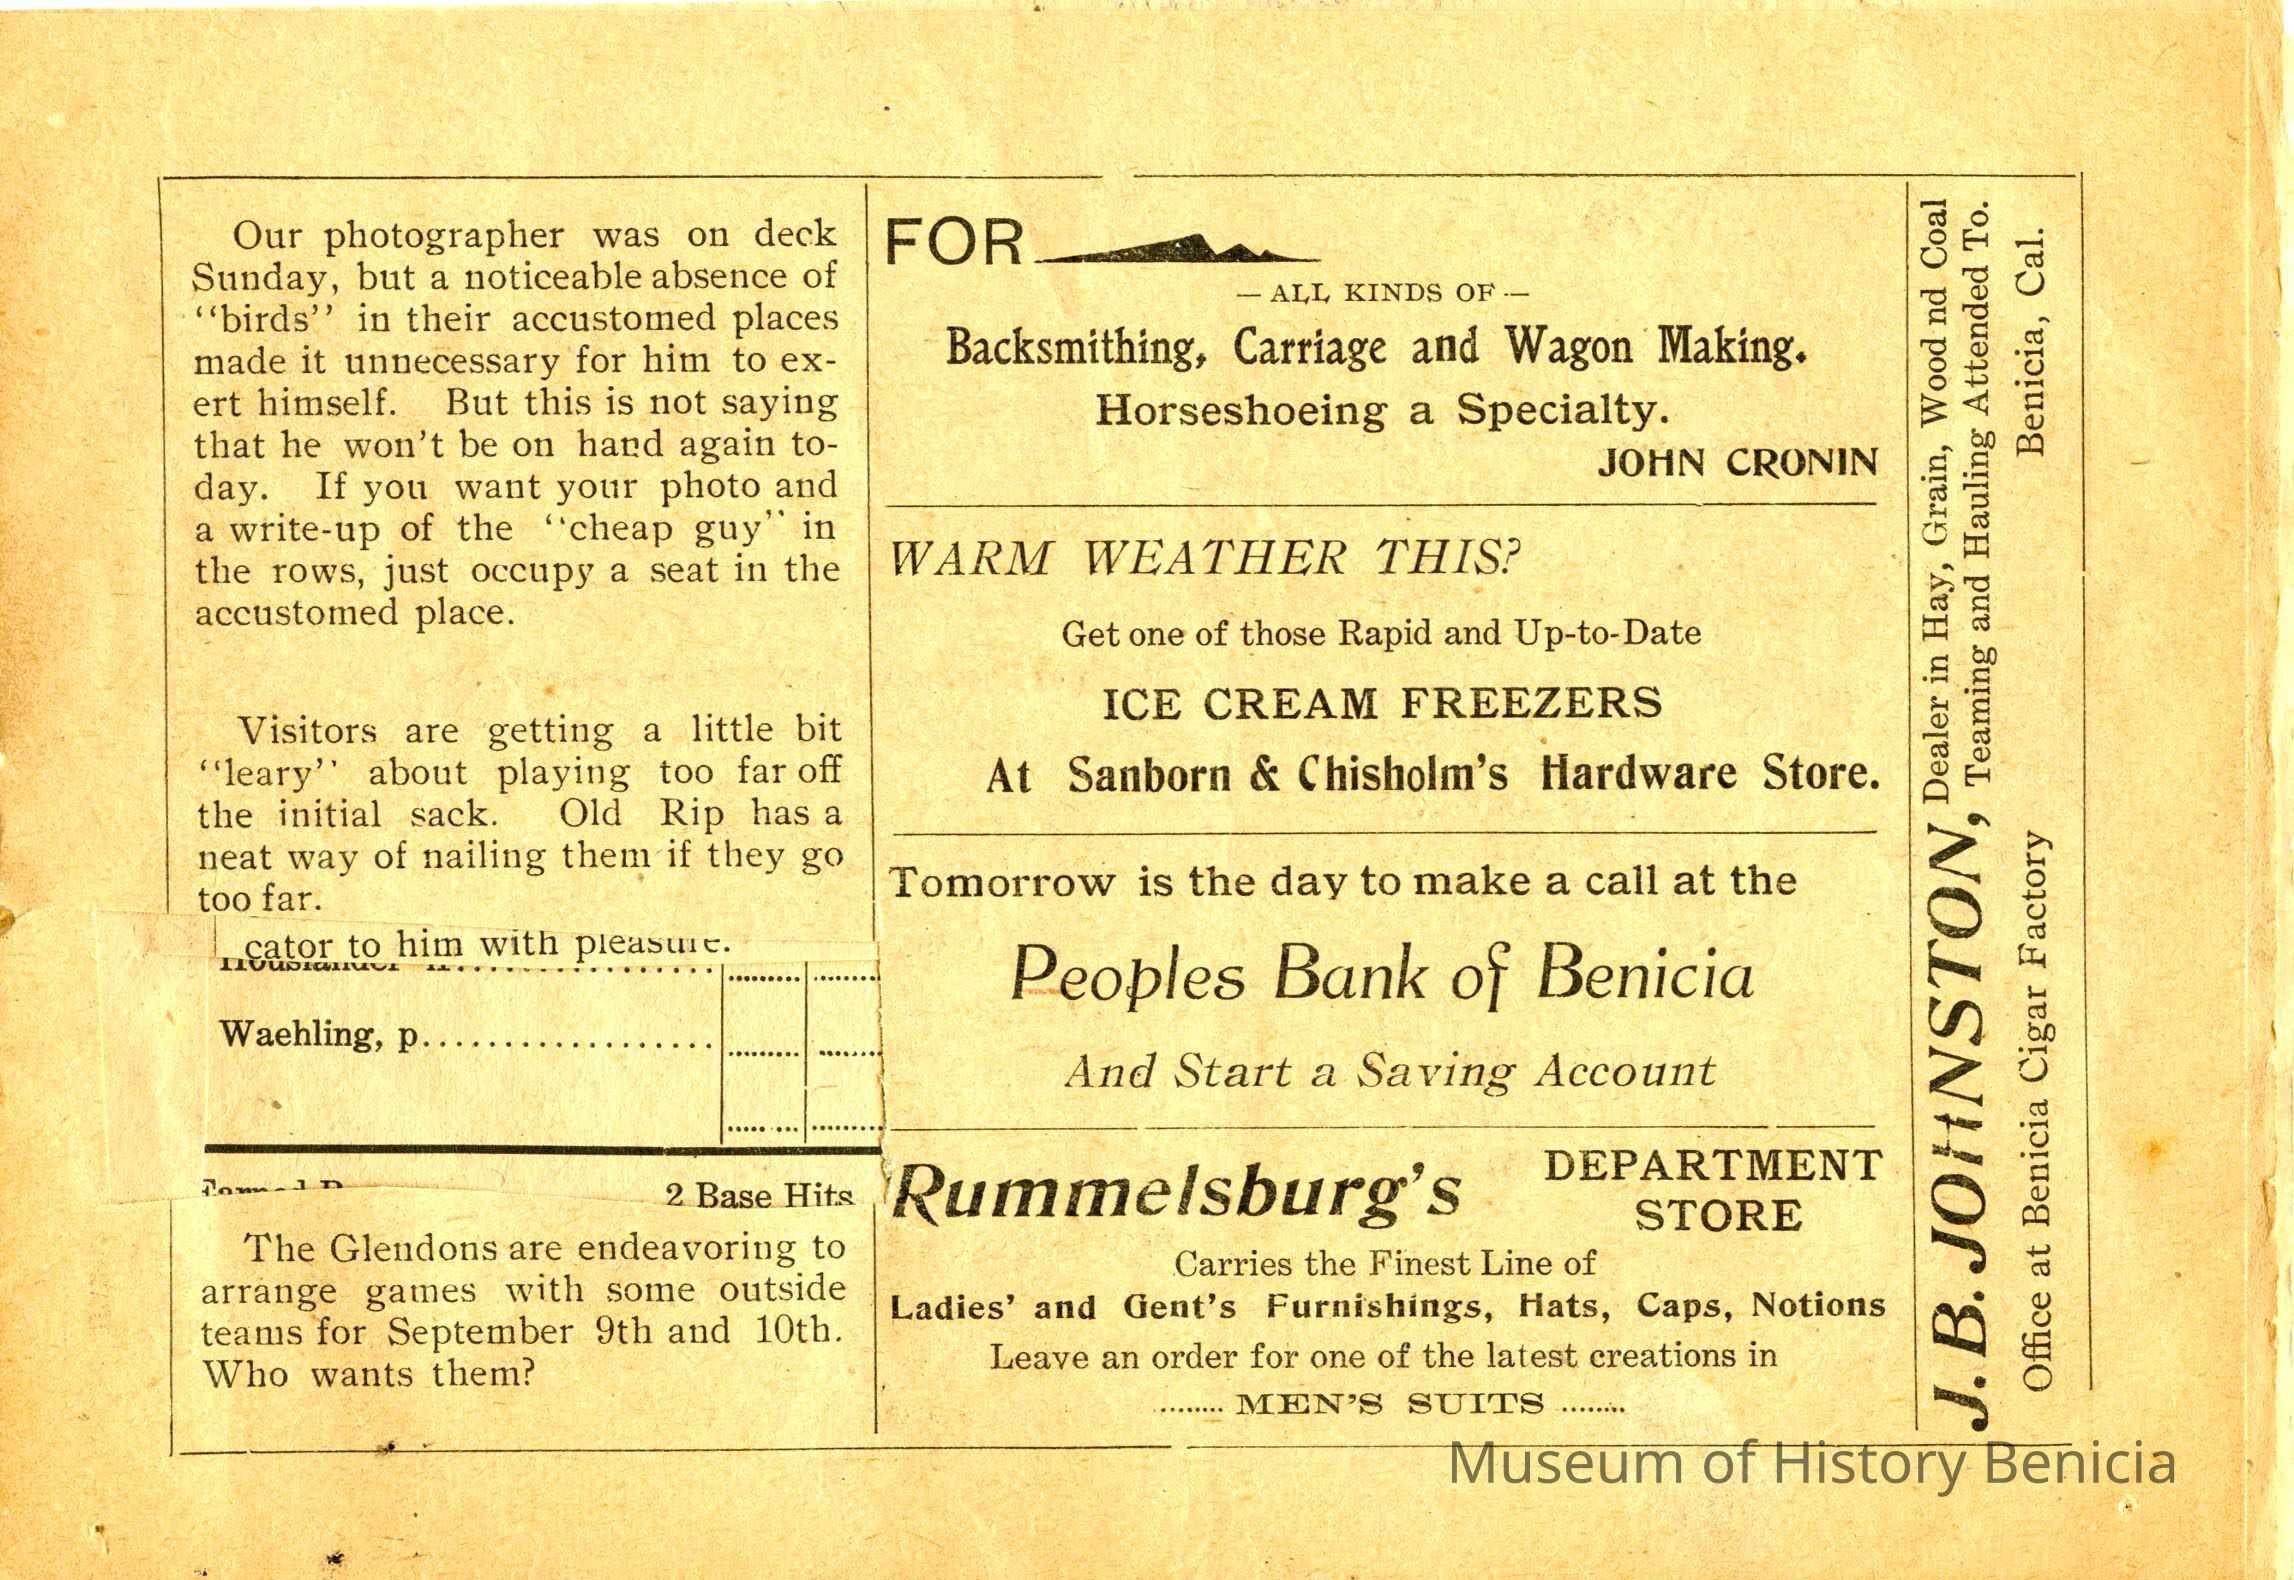 Our photographer was on deck
Sunday, but a noticeable absence of
‘‘birds’’ in their accustomed places
made it unnecessary for him to ex-
ert himself. But this is not saying
that he won’t be on hand again to-
day. If you want your photo and
a write-up of the ‘‘cheap guy’’ in
the rows, just occupy a seat in the
accustomed place.
Visitors are getting a little bit
‘‘leary’’ about playing too far off
the initial sack. Old Rip has a
neat way of nailing them if they go
too far.
cator to him with pleasure.
Waehling, p..................
2 Base Hits
The Glendons are endeavoring to
arrange games with some outside
teams for September 9th and 10th.
Who wants them?
FOR
— ALL KINDS OF —
Backsmithing, Carriage and Wagon Making.
Horseshoeing a Specialty.
JOHN CRONIN
WARM WEATHER THIS?
Get one of those Rapid and Up-to-Date
ICE CREAM FREEZERS
At Sanborn & Chisholm’s Hardware Store.
Tomorrow is the day to make a call at the
Peoples Bank of Benicia
And Start a Saving Account
Rummelsburg’s DEPARTMENT
STORE
Carries the Finest Line of
Ladies’ and Gent’s Furnishings, Hats, Caps, Notions
Leave an order for one of the latest creations in
........ MEN’S SUITS ........
J. B. JOHNSTON, Dealer in Hay, Grain, Wood nd Coal
Teaming and Hauling Attended To.
Office at Benicia Cigar Factory Benicia, Cal.
Museum of History Benicia